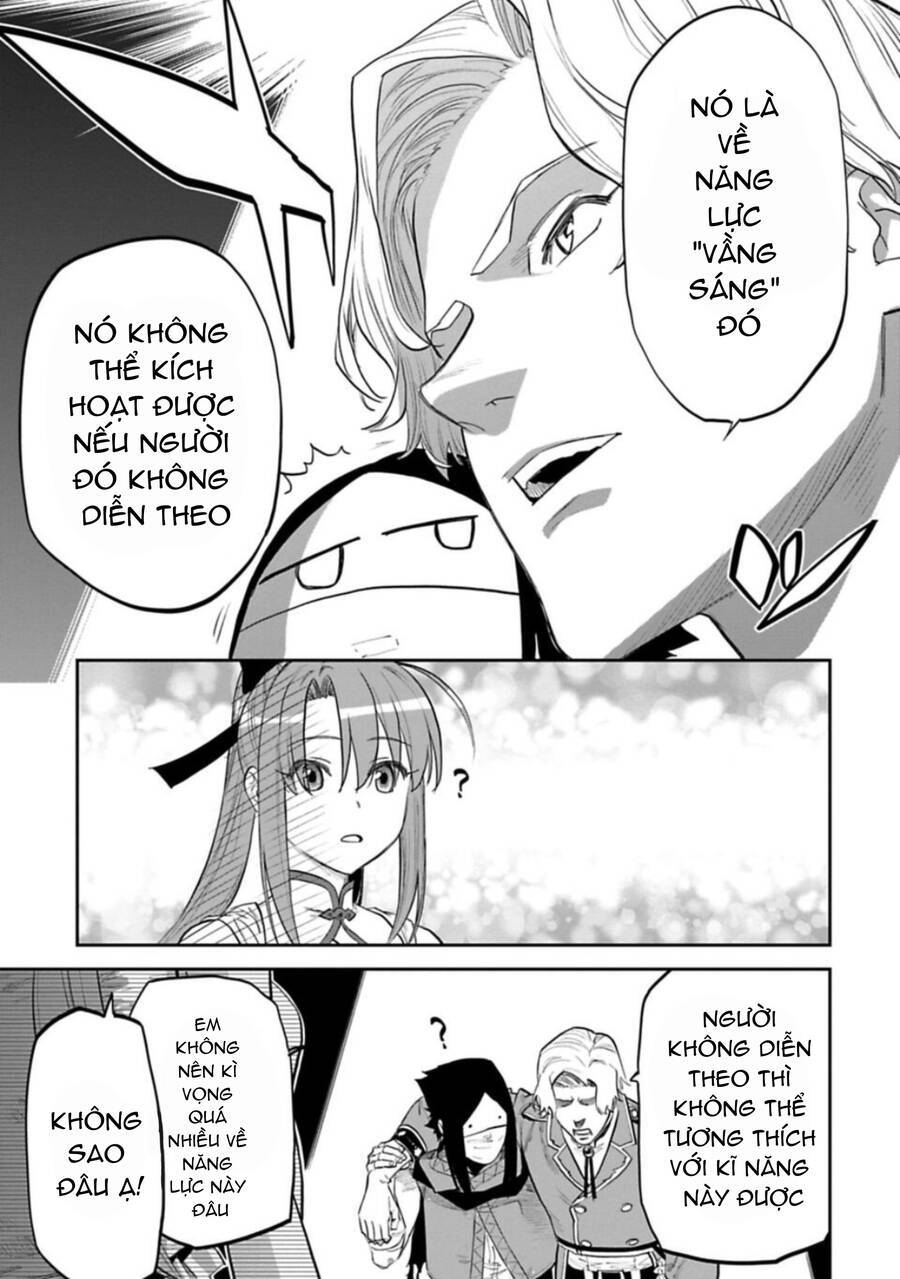 NÓ LÀ
VỀ
NĂNG
LỰC
"VẦNG
SÁNG"
ĐÓ
NÓ KHÔNG
THỂ KÍCH
HOẠT ĐƯỢC
NẾU NGƯỜI
ĐÓ KHÔNG
DIỄN THEO
?
NGƯỜI
KHÔNG DIỄN
THEO THÌ
KHÔNG THỂ
TƯƠNG THÍCH
VỚI KĨ NĂNG
NÀY ĐƯỢC
?
EM
KHÔNG
NÊN KÌ
VỌNG
QUÁ
NHIỀU VỀ
NĂNG
LỰC NÀY
ĐÂU
KHÔNG
SAO
ĐÂU Ạ!